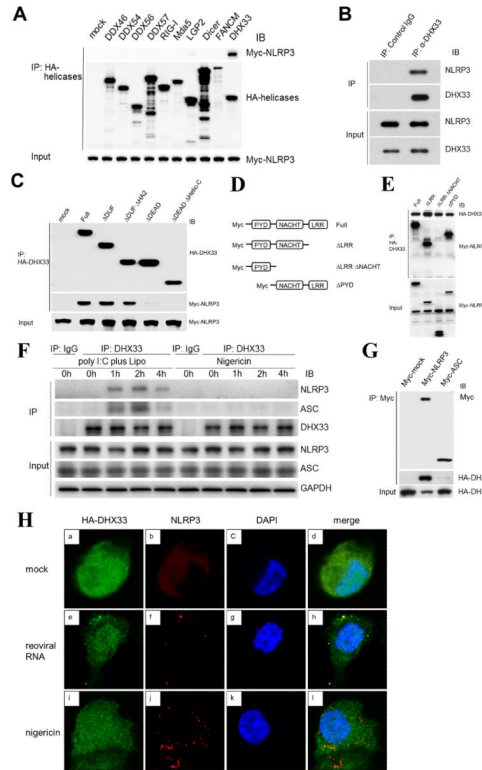 A
mock
DDX46
DDX54
DDX56
DDX57
RIG-I
Mda5
LGP2
Dicer
FANCM
DHX33
IB
Myc-NLRP3
IP: HA-
helicases
HA-helicases
Input
Myc-NLRP3
B
IP: Control IgG
IP: α-DHX33
IB
IP
NLRP3
DHX33
Input
NLRP3
DHX33
C
mock
Full
ΔDUF
ΔDUF·ΔHA2
ΔDEAD
ΔDEAD·ΔHelic-C
IB
IP:
HA-DHX33
HA-DHX33
Myc-NLRP3
Input
Myc-NLRP3
D
Myc PYD NACHT LRR Full
Myc PYD NACHT ΔLRR
Myc PYD ΔLRR·ΔNACHT
Myc NACHT LRR ΔPYD
E
Full
ΔLRR
ΔLRR·ΔNACHT
ΔPYD
IB
HA-DHX3
IP:
HA-
DHX33
Myc-NLR
Input
Myc-NLR
F
IP: IgG IP: DHX33 IP: IgG IP: DHX33
poly I:C plus Lipo Nigericin
0h 0h 1h 2h 4h 0h 0h 1h 2h 4h IB
IP
NLRP3
ASC
DHX33
Input
NLRP3
ASC
GAPDH
G
Myc-mock
Myc-NLRP3
Myc-ASC
IB
IP: Myc
Myc
HA-DH
Input
HA-DH
H
HA-DHX33 NLRP3 DAPI merge
mock
a b C d
reoviral
RNA
e f g h
nigericin
i j k l